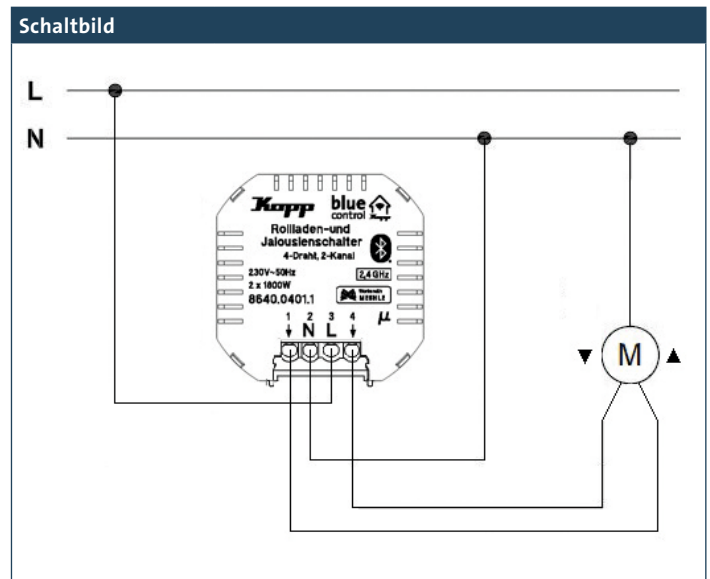 Schaltbild
L
N
Kopp blue control
Rollladen-und
Jalousienschalter
4-Draht, 2-Kanal
230V~50Hz
2,4 GHz
2 x 1800W
8640.0401.1
MEHLE
µ
1 2 3 4
N L
M